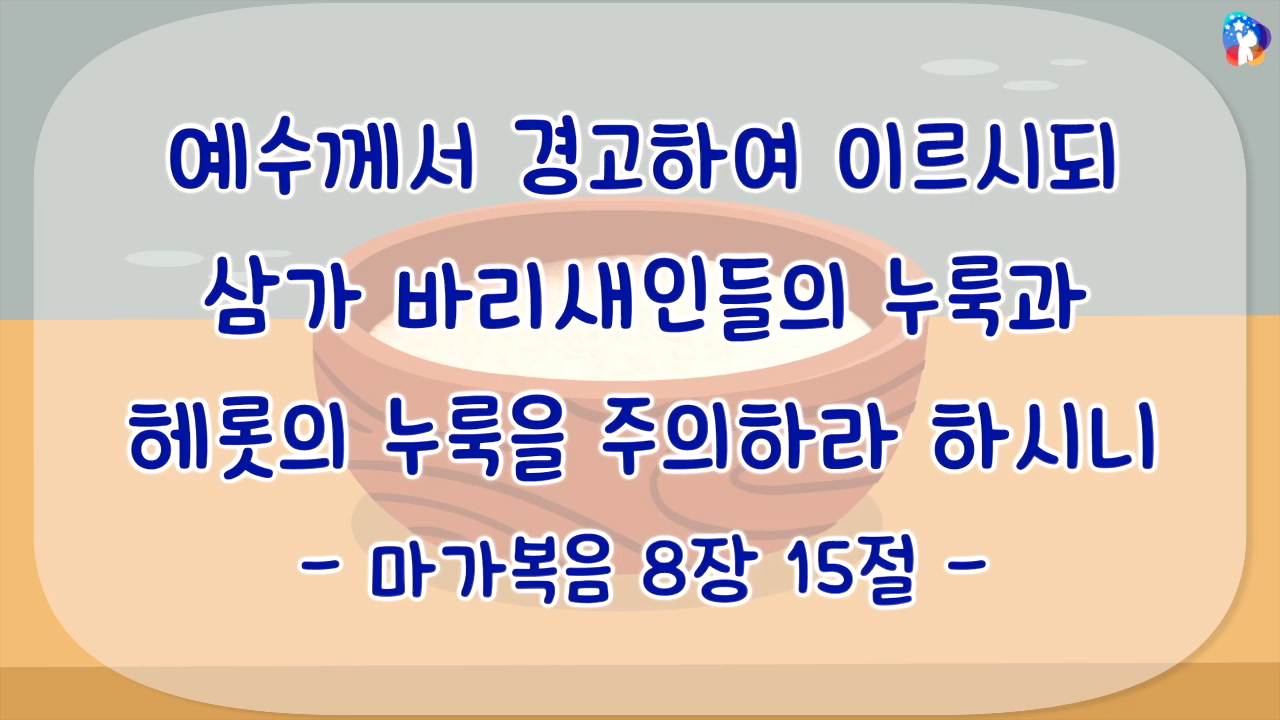 예수께서 경고하여 이르시되
삼가 바리새인들의 누룩과
헤롯의 누룩을 주의하라 하시니
- 마가복음 8장 15절 -